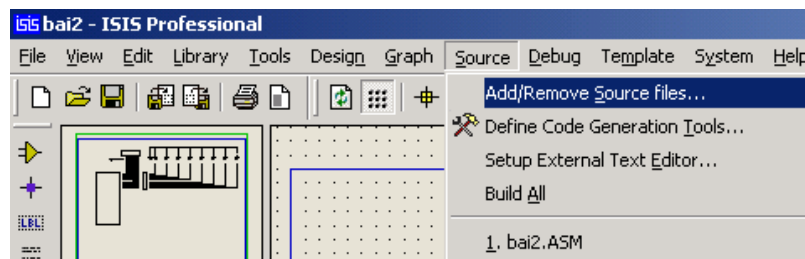 isis bai2 - ISIS Professional
File View Edit Library Tools Design Graph Source Debug Template System Help
Add/Remove Source files...
Define Code Generation Tools...
Setup External Text Editor...
Build All
LBL
1. bai2.ASM